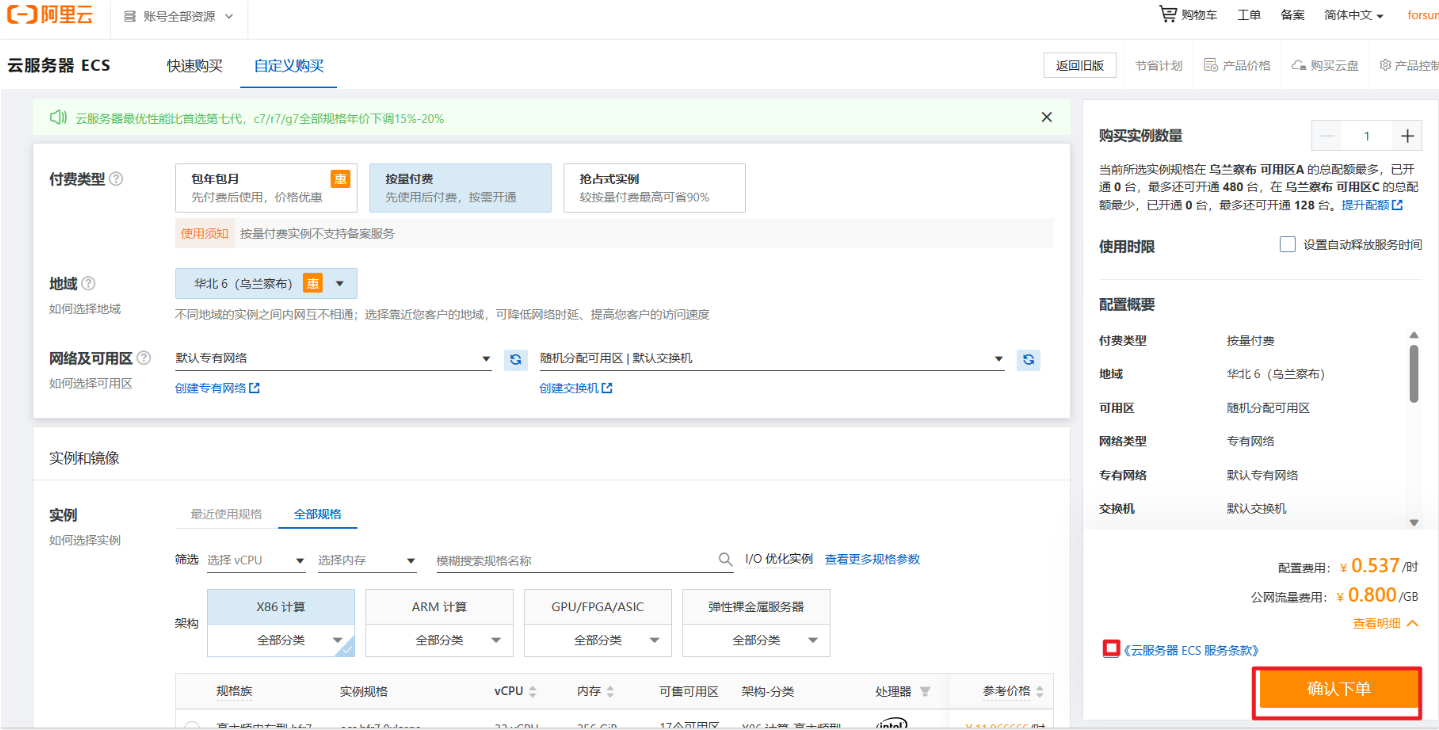 阿里云 账号全部资源 购物车 工单 备案 简体中文 forsun
云服务器 ECS 快速购买 自定义购买 返回旧版 节省计划 产品价格 购买云盘 产品控制
云服务器最优性能比首选第七代，c7/r7/g7全部规格年价下调15%-20%
付费类型
包年包月 惠
先付费后使用，价格优惠
按量付费
先使用后付费，按需开通
抢占式实例
较按量付费最高可省90%
使用须知 按量付费实例不支持备案服务
地域
如何选择地域
华北 6（乌兰察布） 惠
不同地域的实例之间内网互不相通；选择靠近您客户的地域，可降低网络时延、提高您客户的访问速度
网络及可用区
如何选择可用区
默认专有网络
随机分配可用区 | 默认交换机
创建专有网络
创建交换机
实例和镜像
实例
如何选择实例
最近使用规格 全部规格
筛选 选择 vCPU 选择内存 模糊搜索规格名称 I/O 优化实例 查看更多规格参数
架构
X86 计算 ARM 计算 GPU/FPGA/ASIC 弹性裸金属服务器
全部分类 全部分类 全部分类 全部分类
规格族 实例规格 vCPU 内存 可售可用区 架构-分类 处理器 参考价格
购买实例数量 1
当前所选实例规格在 乌兰察布 可用区A 的总配额最多，已开
通 0 台，最多还可开通 480 台，在 乌兰察布 可用区C 的总配
额最少，已开通 0 台，最多还可开通 128 台。提升配额
使用时限 设置自动释放服务时间
配置概要
付费类型 按量付费
地域 华北 6（乌兰察布）
可用区 随机分配可用区
网络类型 专有网络
专有网络 默认专有网络
交换机 默认交换机
配置费用： ¥ 0.537 /时
公网流量费用： ¥ 0.800 /GB
查看明细
《云服务器 ECS 服务条款》
确认下单